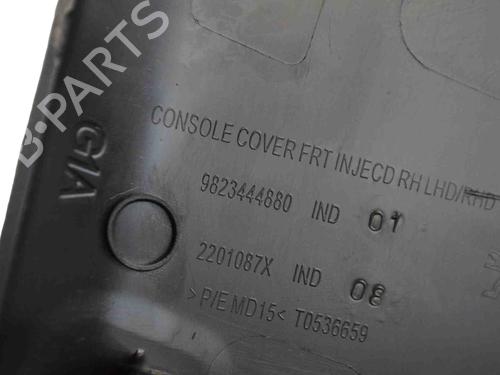 CONSOLE COVER FRT INJECD RH LHD/RHD
9823444880 IND 01
2201087X IND 08
>P/E MD15< T0536659
G1A
B-PARTS